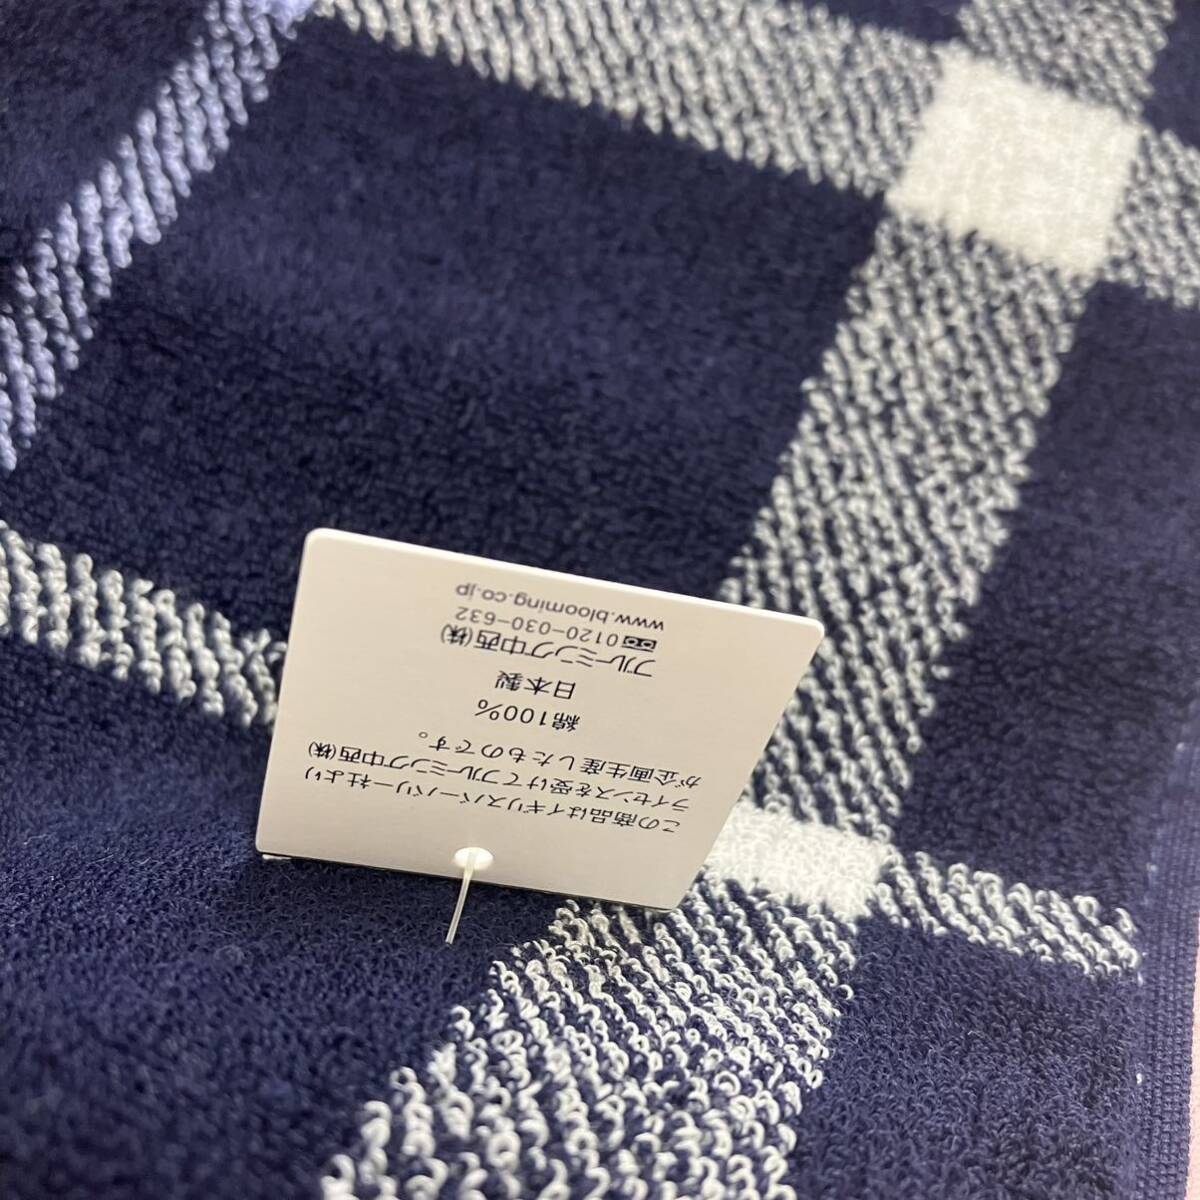 この商品はイギリスバーバリー社より
ライセンスを受けてブルーミング中西(株)
が企画生産したものです。
綿100%
日本製
ブルーミング中西(株)
0120-030-632
www.blooming.co.jp